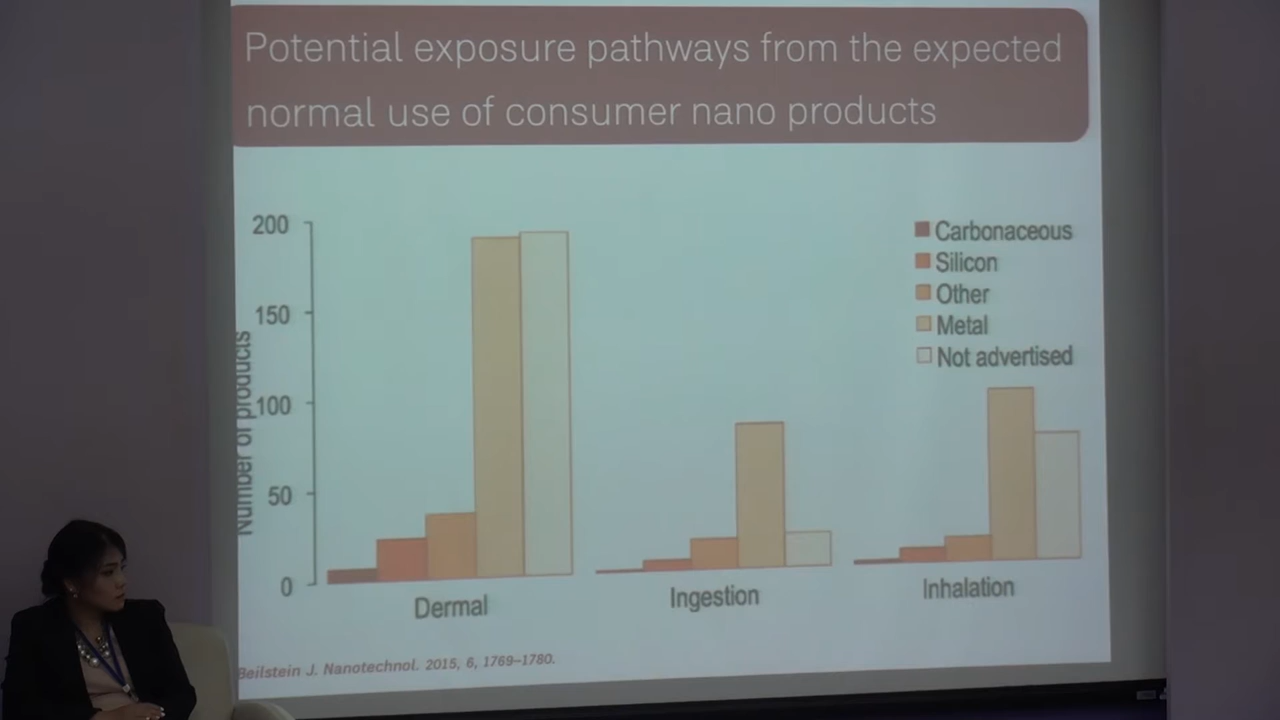 Potential exposure pathways from the expected
normal use of consumer nano products
200
150
100
50
0
Number of products
Carbonaceous
Silicon
Other
Metal
Not advertised
Dermal
Ingestion
Inhalation
Beilstein J. Nanotechnol. 2015, 6, 1769–1780.